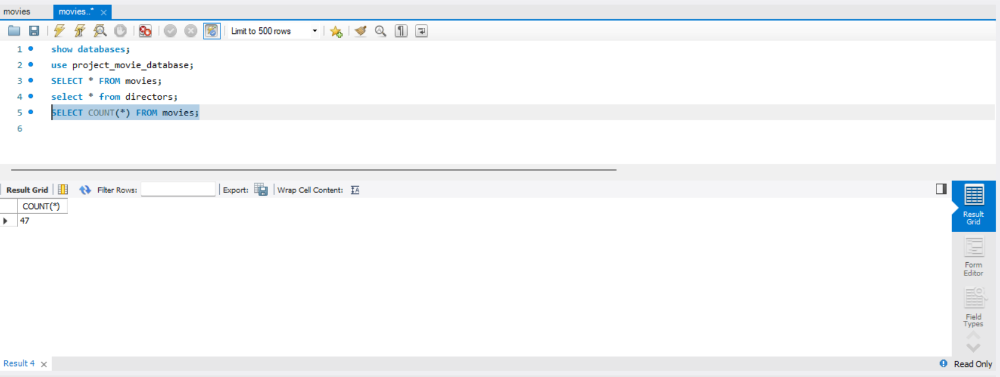 movies movies..*
Limit to 500 rows
1 show databases;
2 use project_movie_database;
3 SELECT * FROM movies;
4 select * from directors;
5 SELECT COUNT(*) FROM movies;
6
Result Grid Filter Rows: Export: Wrap Cell Content: IA
COUNT(*)
47
Result
Grid
Form
Editor
Field
Types
Result 4 Read Only